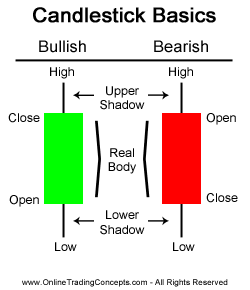 Candlestick Basics
Bullish Bearish
High High
Upper
Shadow
Close Open
Real
Body
Open Close
Lower
Shadow
Low Low
www.OnlineTradingConcepts.com - All Rights Reserved